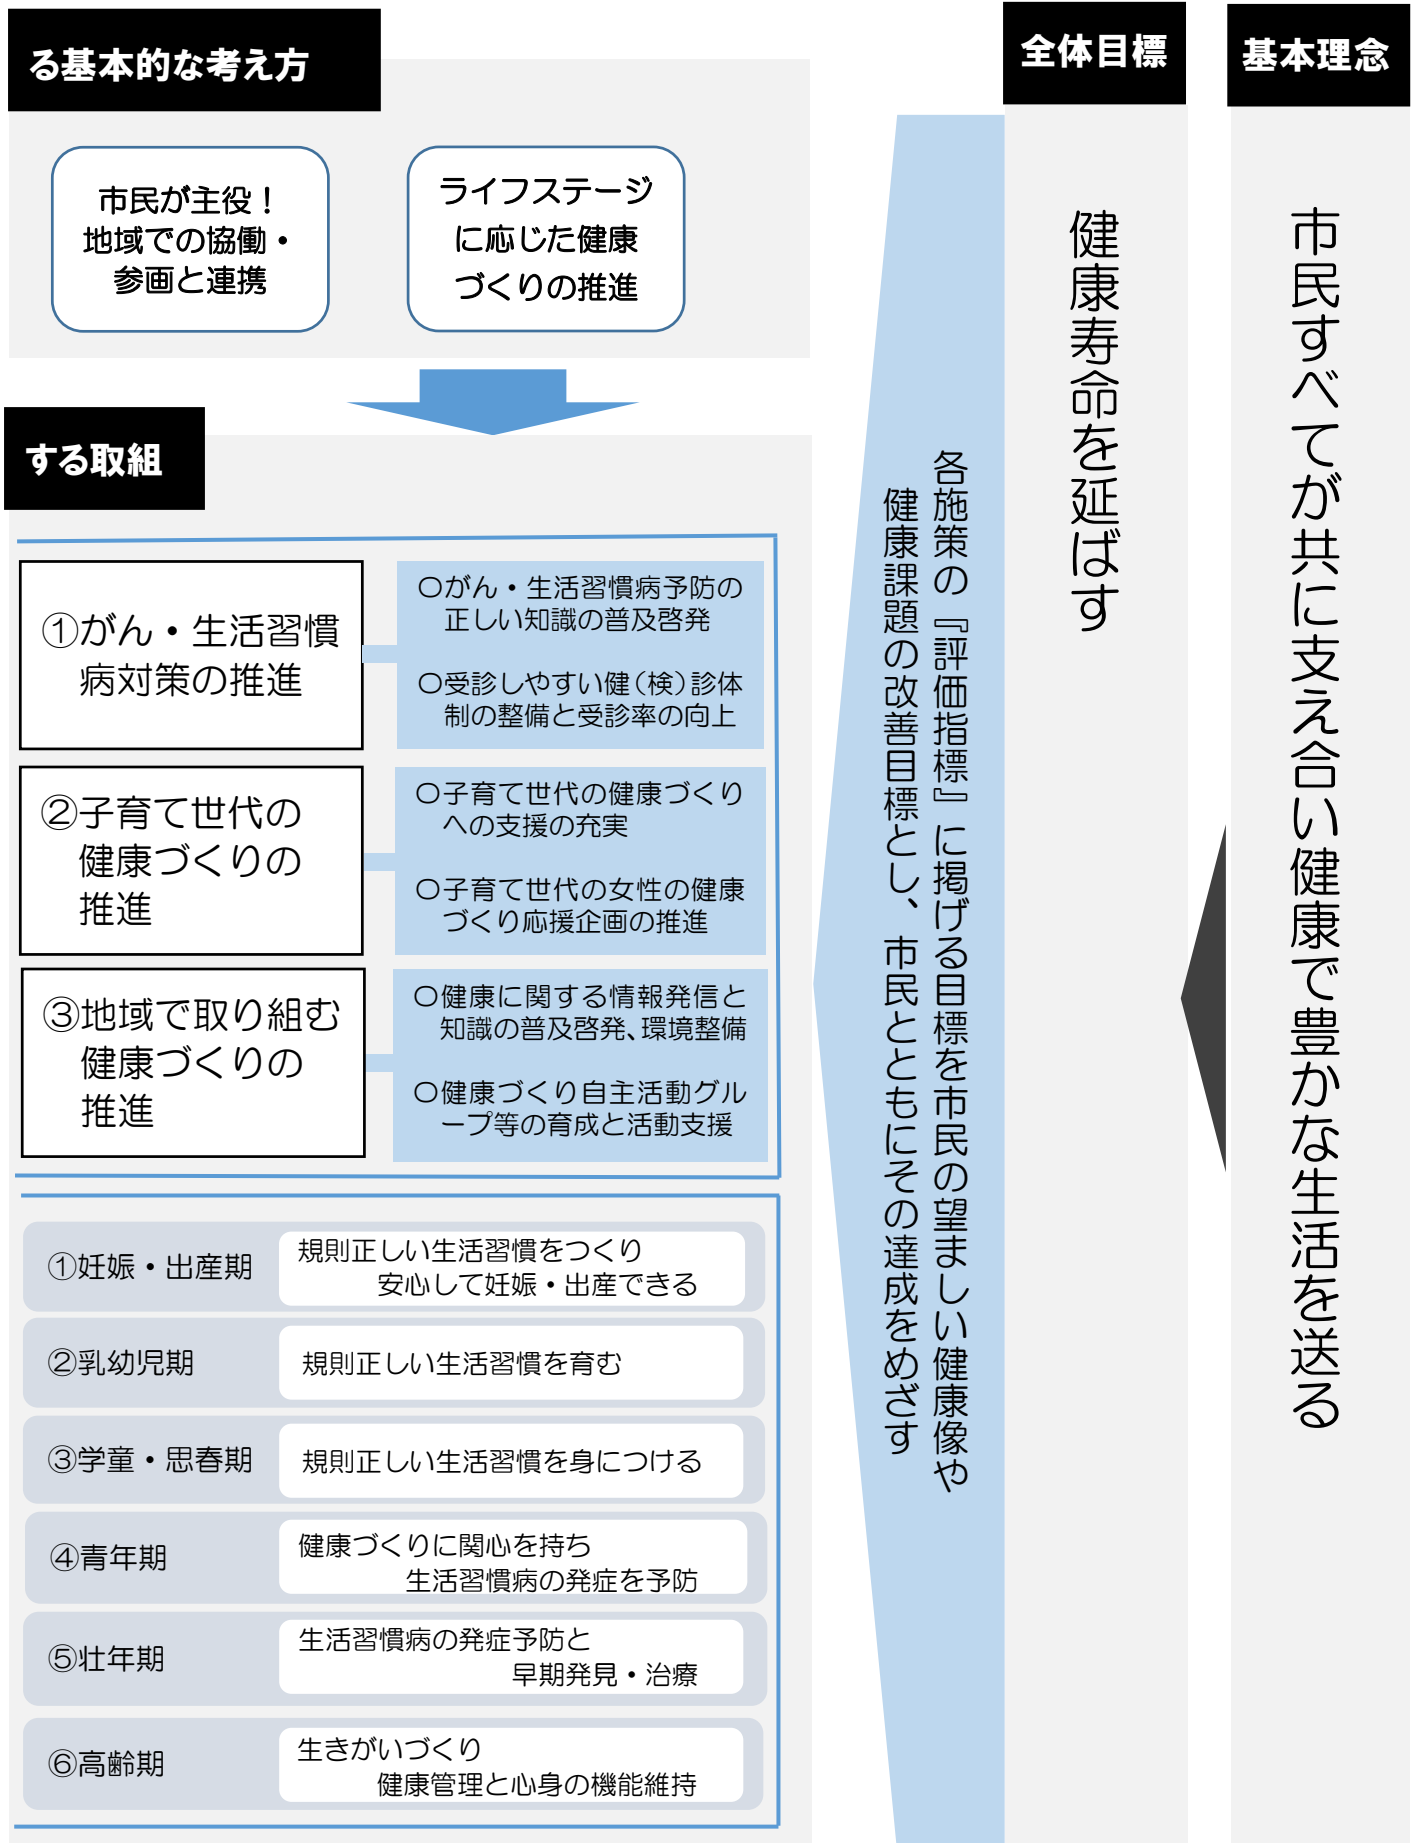 る基本的な考え方
市民が主役！
地域での協働・
参画と連携
ライフステージ
に応じた健康
づくりの推進
する取組
①がん・生活習慣
病対策の推進
〇がん・生活習慣病予防の
正しい知識の普及啓発
〇受診しやすい健（検）診体
制の整備と受診率の向上
②子育て世代の
健康づくりの
推進
〇子育て世代の健康づくり
への支援の充実
〇子育て世代の女性の健康
づくり応援企画の推進
③地域で取り組む
健康づくりの
推進
〇健康に関する情報発信と
知識の普及啓発、環境整備
〇健康づくり自主活動グル
ープ等の育成と活動支援
①妊娠・出産期
規則正しい生活習慣をつくり
安心して妊娠・出産できる
②乳幼児期
規則正しい生活習慣を育む
③学童・思春期
規則正しい生活習慣を身につける
④青年期
健康づくりに関心を持ち
生活習慣病の発症を予防
⑤壮年期
生活習慣病の発症予防と
早期発見・治療
⑥高齢期
生きがいづくり
健康管理と心身の機能維持
各施策の『評価指標』に掲げる目標を市民の望ましい健康像や
健康課題の改善目標とし、市民とともにその達成をめざす
全体目標
健康寿命を延ばす
基本理念
市民すべてが共に支え合い健康で豊かな生活を送る